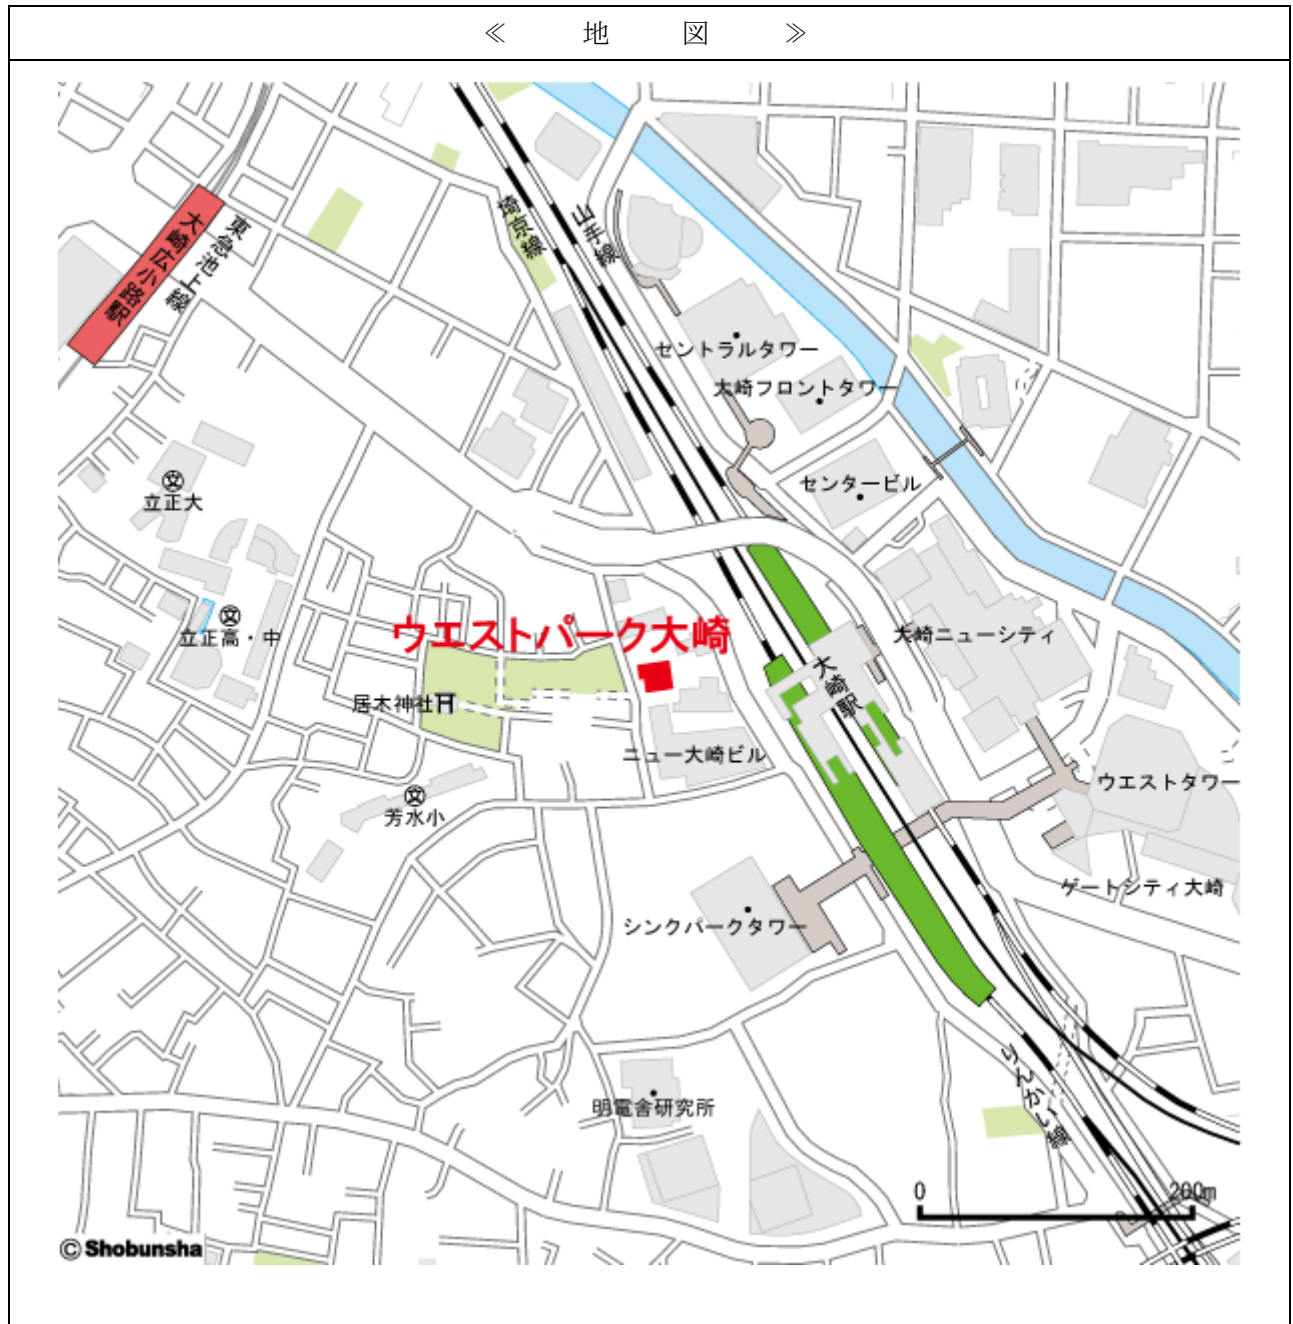 ≪ 地 図 ≫
埼京線
山手線
東急池上線
大崎広小路駅
セントラルタワー
大崎フロントタワー
センタービル
立正大
立正高・中
ウエストパーク大崎
大崎ニューシティ
大崎駅
居木神社
ニュー大崎ビル
ウエストタワー
芳水小
ゲートシティ大崎
シンクパークタワー
りんかい線
明電舎研究所
0 200m
© Shobunsha